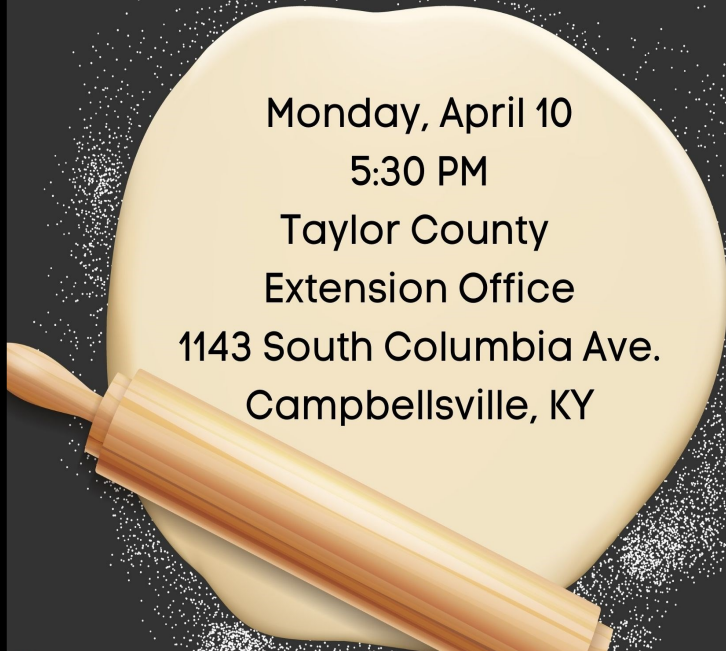 Monday, April 10
5:30 PM
Taylor County
Extension Office
1143 South Columbia Ave.
Campbellsville, KY